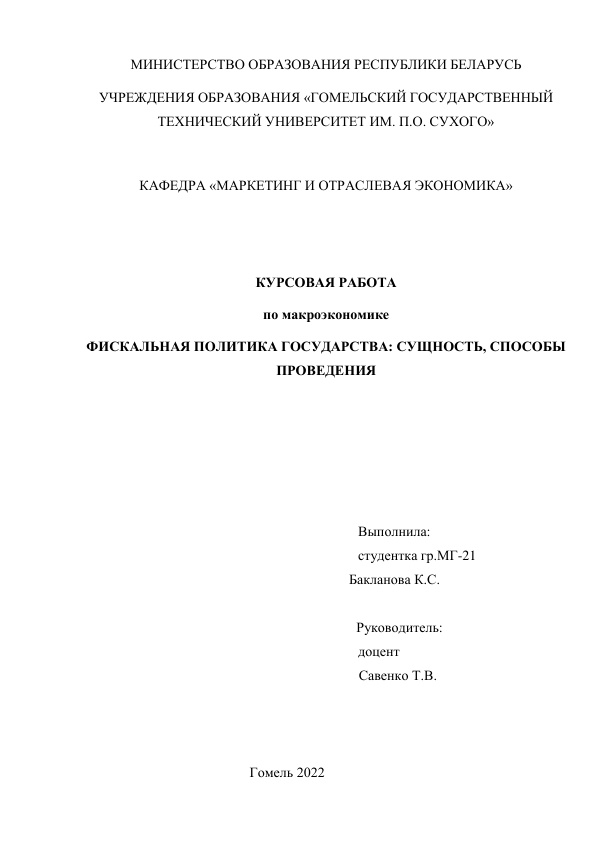 МИНИСТЕРСТВО ОБРАЗОВАНИЯ РЕСПУБЛИКИ БЕЛАРУСЬ
УЧРЕЖДЕНИЯ ОБРАЗОВАНИЯ «ГОМЕЛЬСКИЙ ГОСУДАРСТВЕННЫЙ
ТЕХНИЧЕСКИЙ УНИВЕРСИТЕТ ИМ. П.О. СУХОГО»
КАФЕДРА «МАРКЕТИНГ И ОТРАСЛЕВАЯ ЭКОНОМИКА»
КУРСОВАЯ РАБОТА
по макроэкономике
ФИСКАЛЬНАЯ ПОЛИТИКА ГОСУДАРСТВА: СУЩНОСТЬ, СПОСОБЫ
ПРОВЕДЕНИЯ
Выполнила:
студентка гр.МГ-21
Бакланова К.С.
Руководитель:
доцент
Савенко Т.В.
Гомель 2022